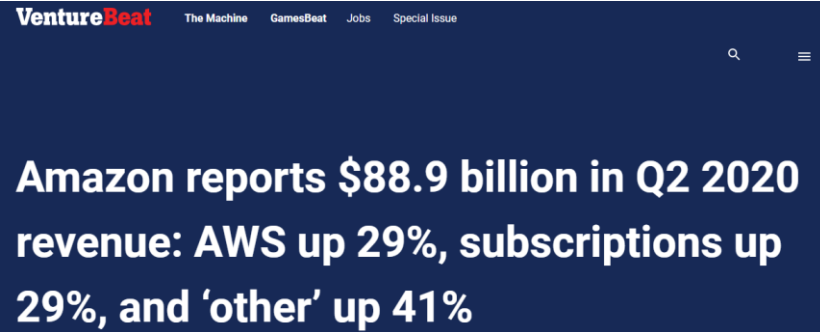 VentureBeat The Machine GamesBeat Jobs Special Issue
Amazon reports $88.9 billion in Q2 2020
revenue: AWS up 29%, subscriptions up
29%, and ‘other’ up 41%